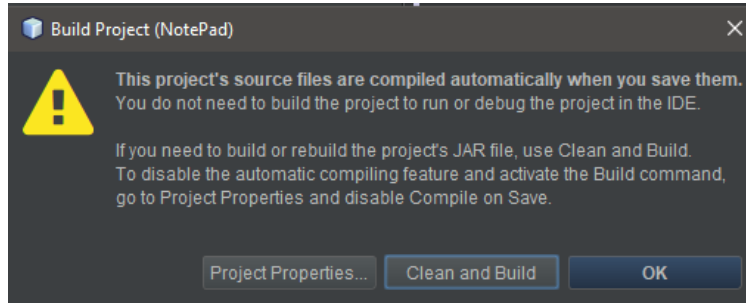 Build Project (NotePad)
This project's source files are compiled automatically when you save them.
You do not need to build the project to run or debug the project in the IDE.
If you need to build or rebuild the project's JAR file, use Clean and Build.
To disable the automatic compiling feature and activate the Build command,
go to Project Properties and disable Compile on Save.
Project Properties... Clean and Build OK